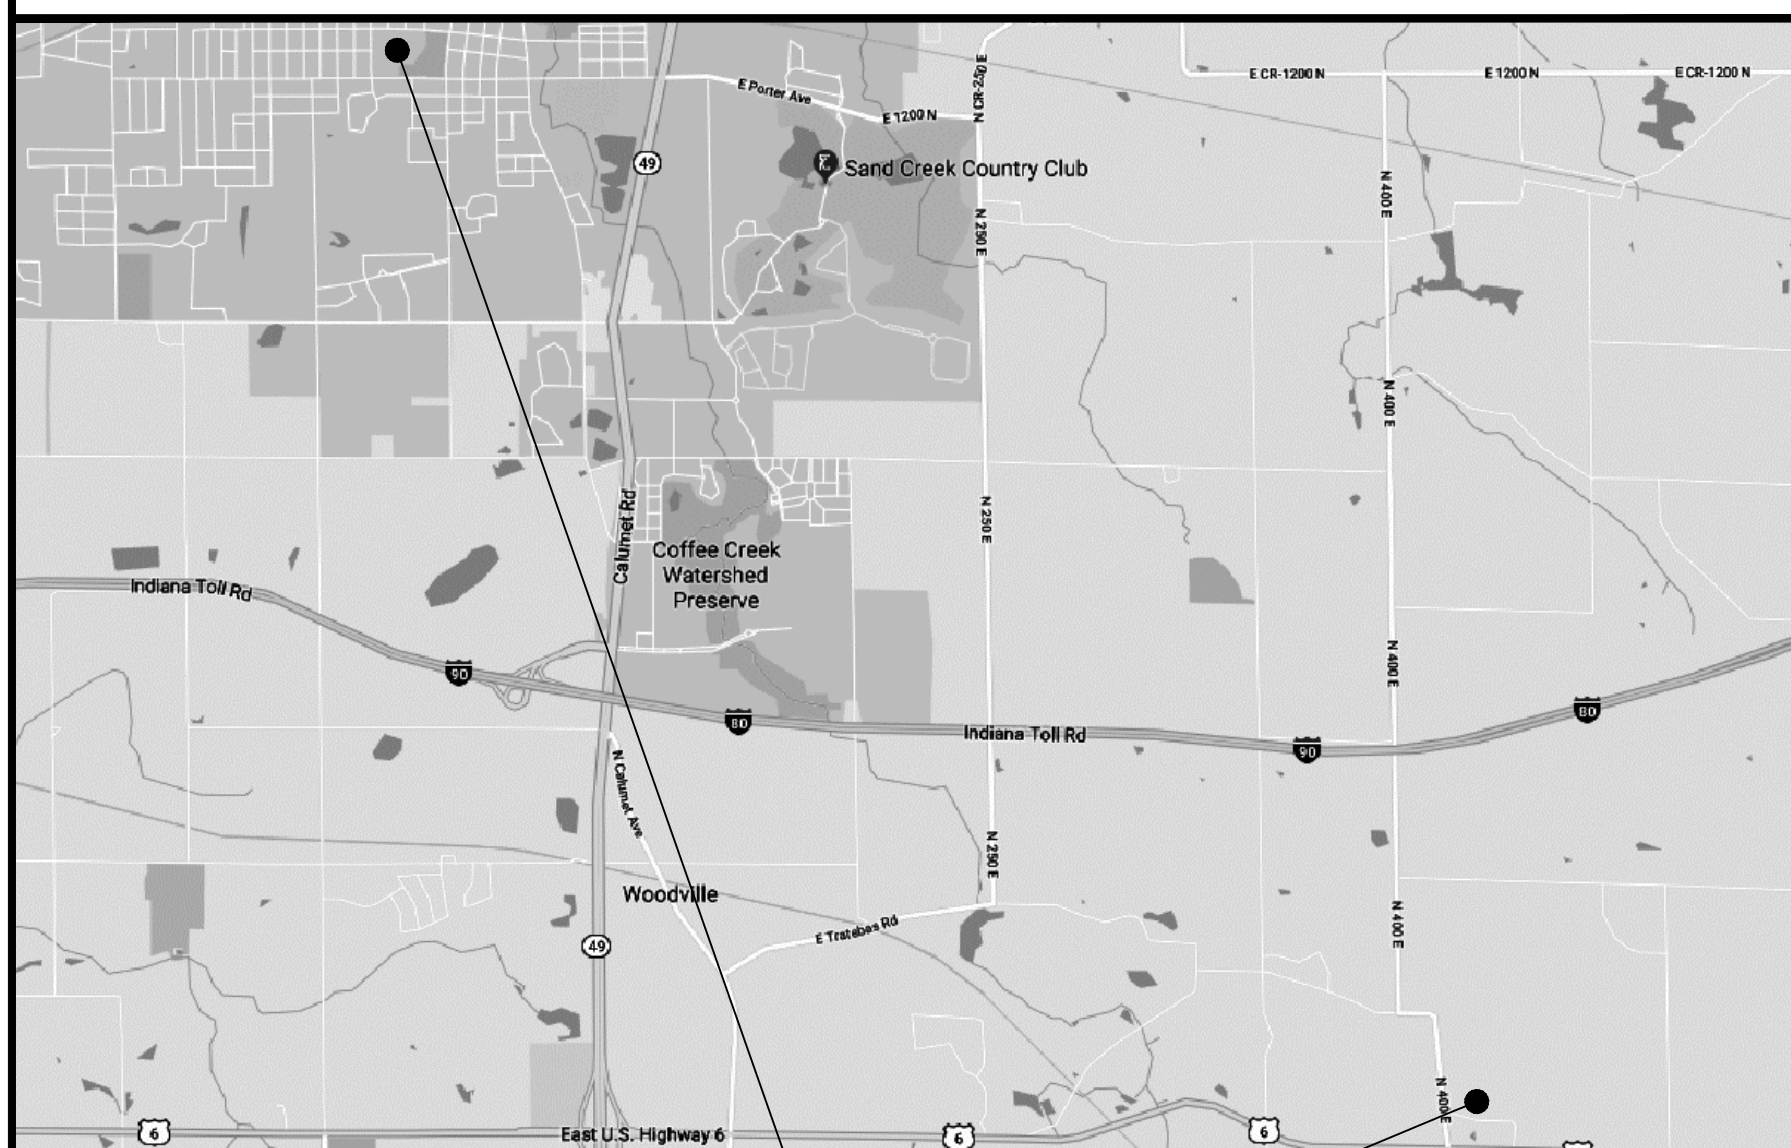 E CR-1200 N
E 1200 N
E CR-1200 N
N CR-250 E
E Porter Ave
E 1200 N
49
Sand Creek Country Club
N 400 E
N 250 E
N 400 E
Calumet Rd
N 250 E
Coffee Creek
Watershed
Preserve
Indiana Toll Rd
90
N 400 E
80
80
Indiana Toll Rd
90
N Calumet Ave
N 250 E
Woodville
E Tratebas Rd
N 400 E
49
N 400 E
6
East U.S. Highway 6
6
6